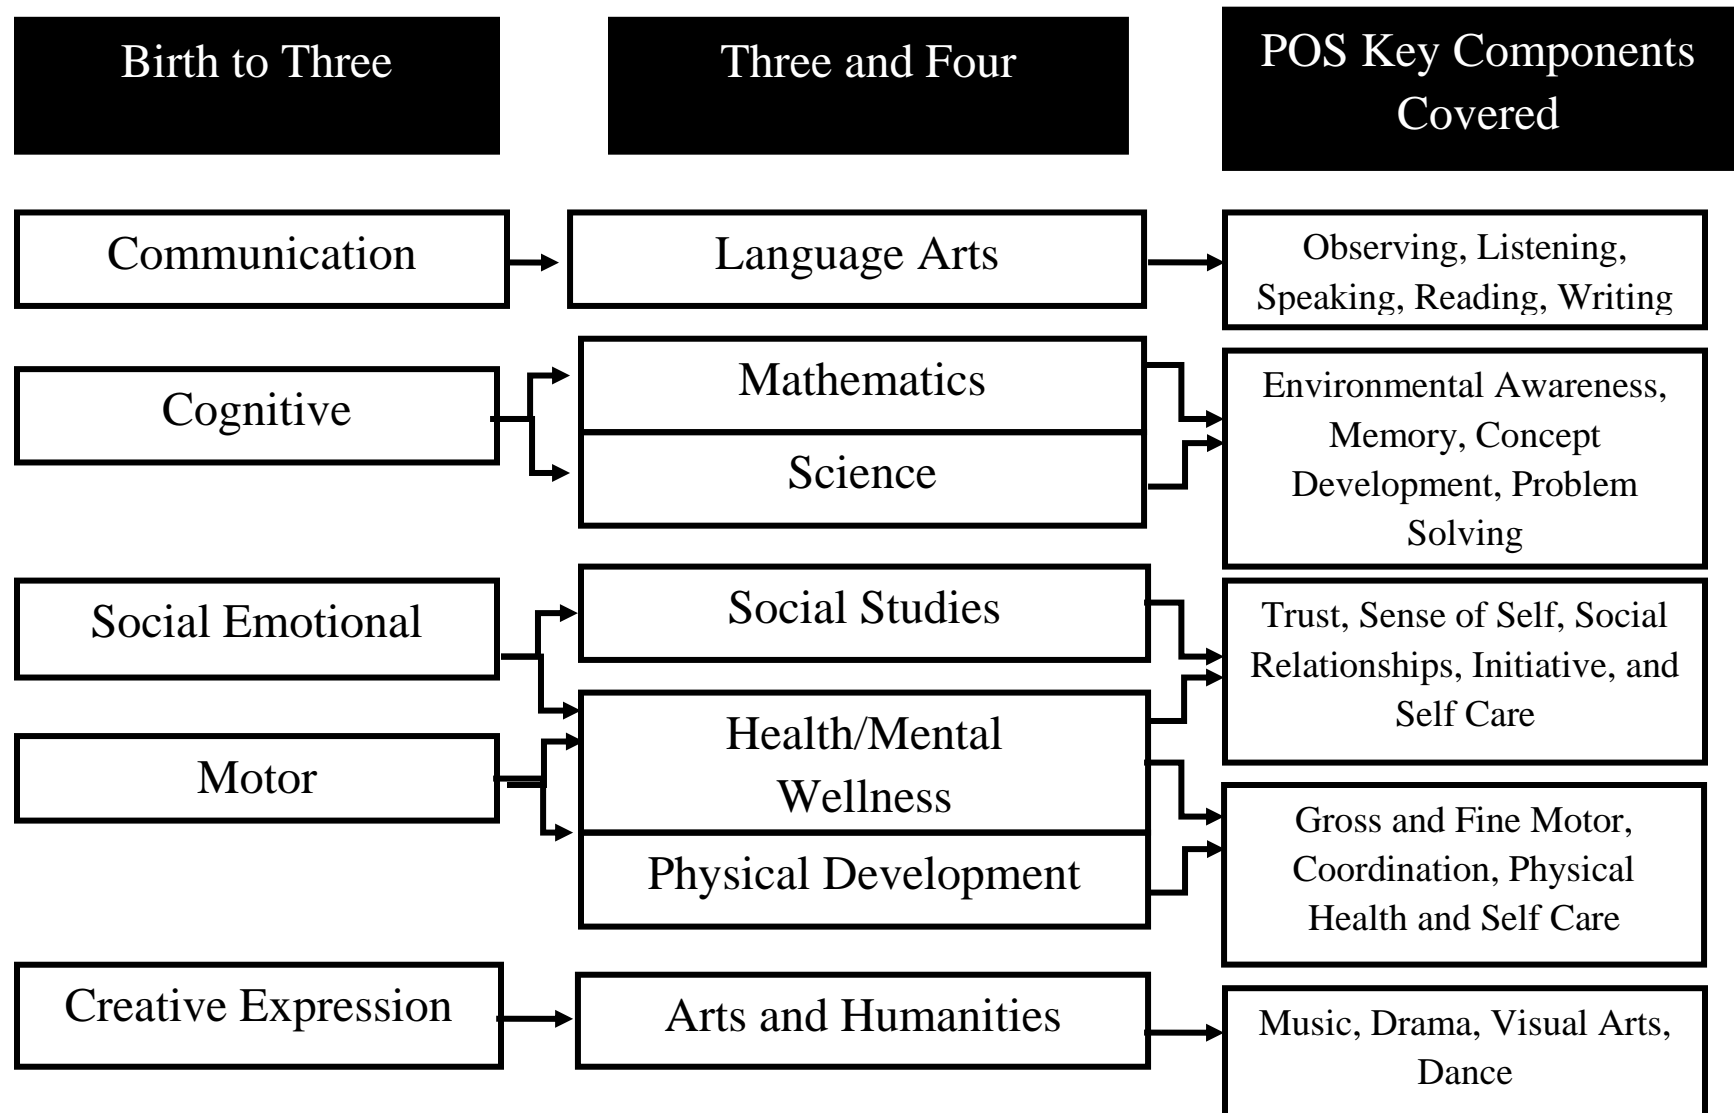 Birth to Three
Three and Four
POS Key Components
Covered
Communication
Language Arts
Observing, Listening,
Speaking, Reading, Writing
Cognitive
Mathematics
Science
Environmental Awareness,
Memory, Concept
Development, Problem
Solving
Social Emotional
Social Studies
Trust, Sense of Self, Social
Relationships, Initiative, and
Self Care
Motor
Health/Mental
Wellness
Physical Development
Gross and Fine Motor,
Coordination, Physical
Health and Self Care
Creative Expression
Arts and Humanities
Music, Drama, Visual Arts,
Dance